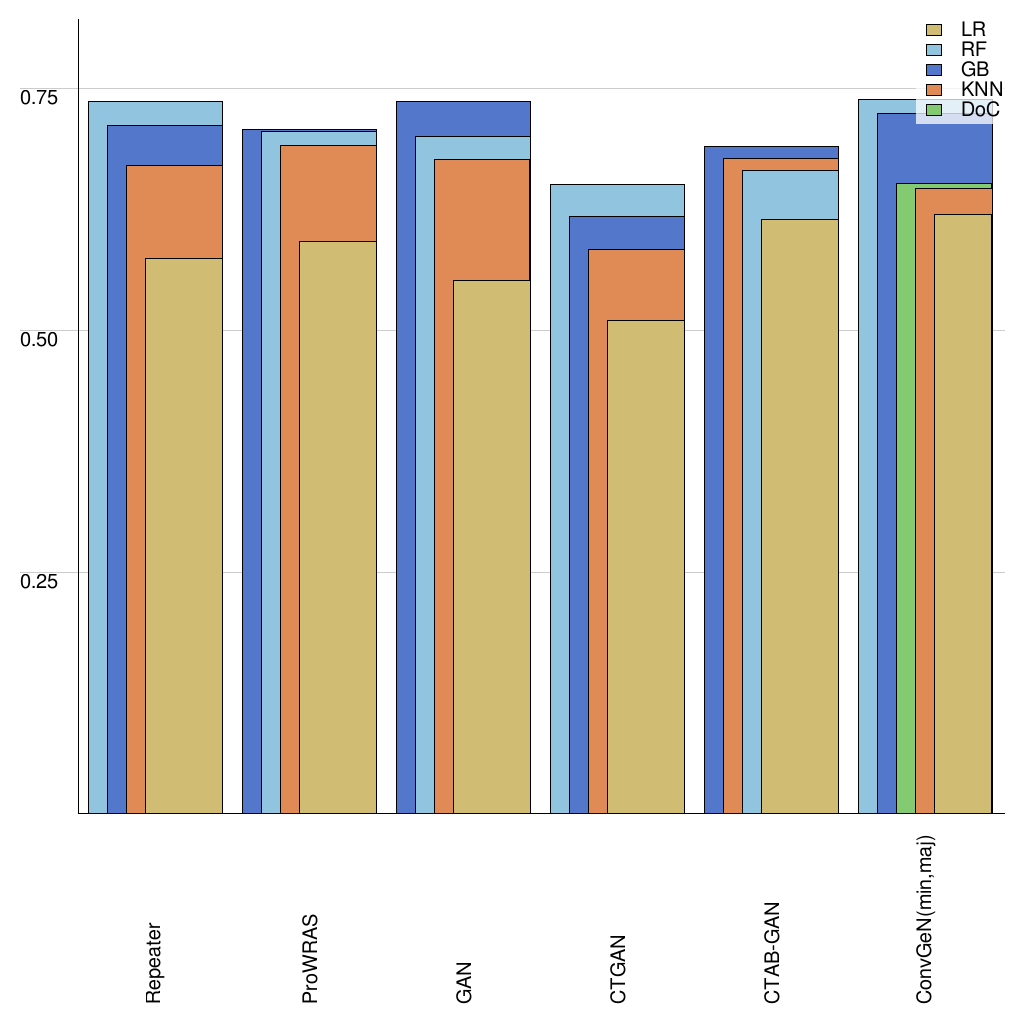 LR
RF
GB
KNN
DoC
0.75
0.50
0.25
Repeater
ProWRAS
GAN
CTGAN
CTAB-GAN
ConvGeN(min,maj)